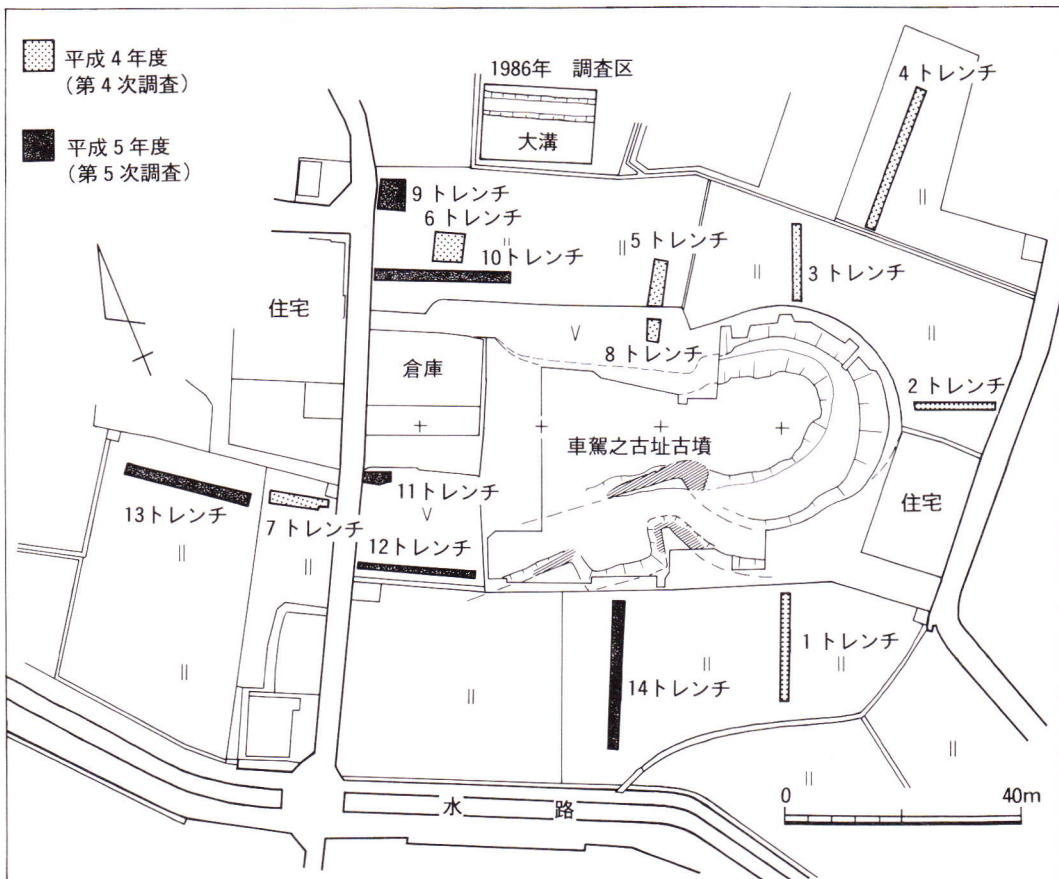 平成4年度
(第4次調査)
平成5年度
(第5次調査)
1986年 調査区
大溝
4トレンチ
9トレンチ
6トレンチ
10トレンチ
5トレンチ
3トレンチ
住宅
倉庫
8トレンチ
2トレンチ
車駕之古址古墳
11トレンチ
住宅
13トレンチ
7トレンチ
12トレンチ
1トレンチ
14トレンチ
水路
0 40m